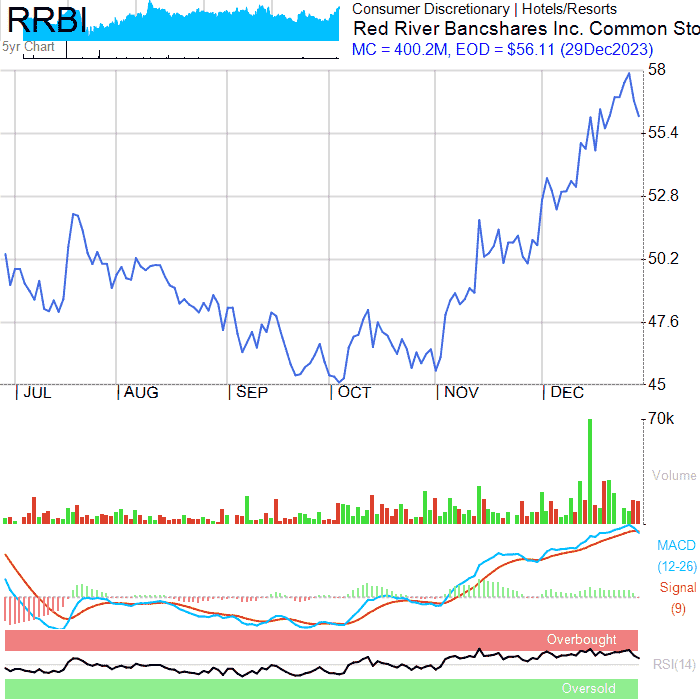 RRBI
5yr Chart
Consumer Discretionary | Hotels/Resorts
Red River Bancshares Inc. Common Sto
MC = 400.2M, EOD = $56.11 (29Dec2023)
58
55.4
52.8
50.2
47.6
45
JUL AUG SEP OCT NOV DEC
70k
Volume
MACD
(12-26)
Signal
(9)
Overbought
RSI(14)
Oversold